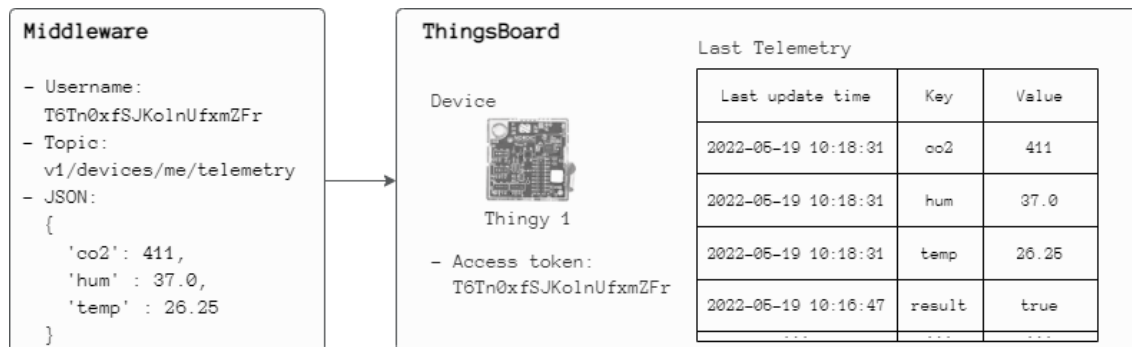 Middleware
- Username:
T6Tn0xfSJKolnUfxmZFr
- Topic:
v1/devices/me/telemetry
- JSON:
{
'co2': 411,
'hum' : 37.0,
'temp' : 26.25
}
ThingsBoard
Device
Thingy 1
- Access token:
T6Tn0xfSJKolnUfxmZFr
Last Telemetry
Last update time Key Value
2022-05-19 10:18:31 co2 411
2022-05-19 10:18:31 hum 37.0
2022-05-19 10:18:31 temp 26.25
2022-05-19 10:16:47 result true
... ... ...